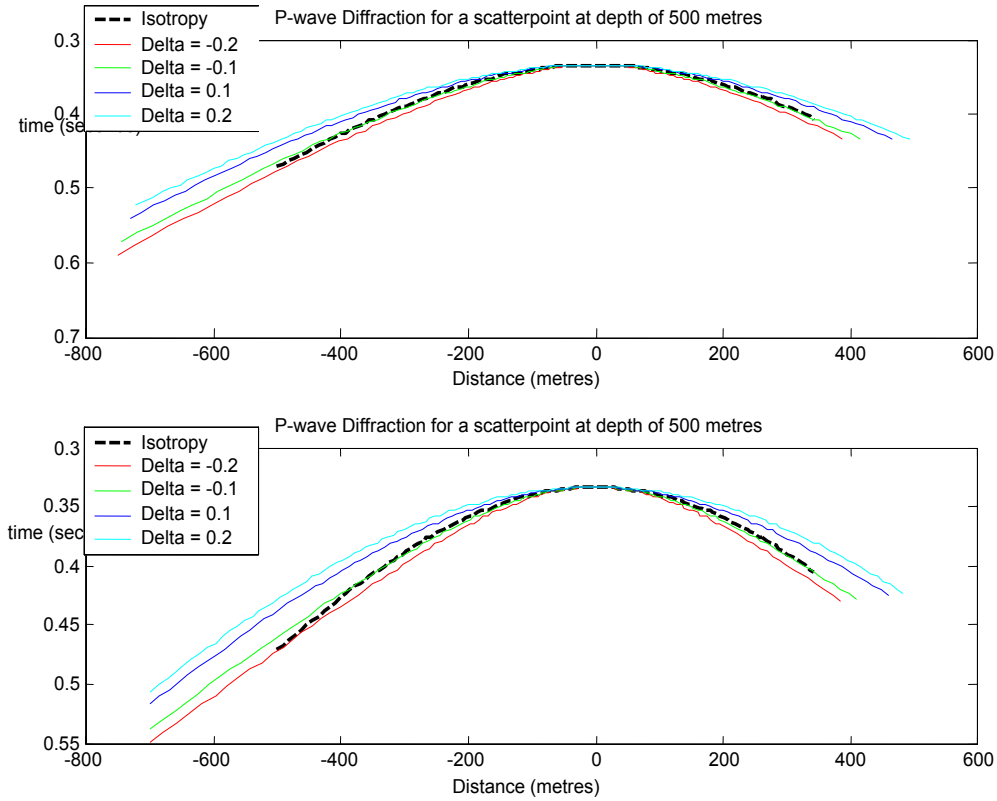 P-wave Diffraction for a scatterpoint at depth of 500 metres
Isotropy
Delta = -0.2
Delta = -0.1
Delta = 0.1
Delta = 0.2
0.3
0.4
0.5
0.6
0.7
time (sec
-800 -600 -400 -200 0 200 400 600
Distance (metres)
P-wave Diffraction for a scatterpoint at depth of 500 metres
Isotropy
Delta = -0.2
Delta = -0.1
Delta = 0.1
Delta = 0.2
0.3
0.35
0.4
0.45
0.5
0.55
time (sec
-800 -600 -400 -200 0 200 400 600
Distance (metres)